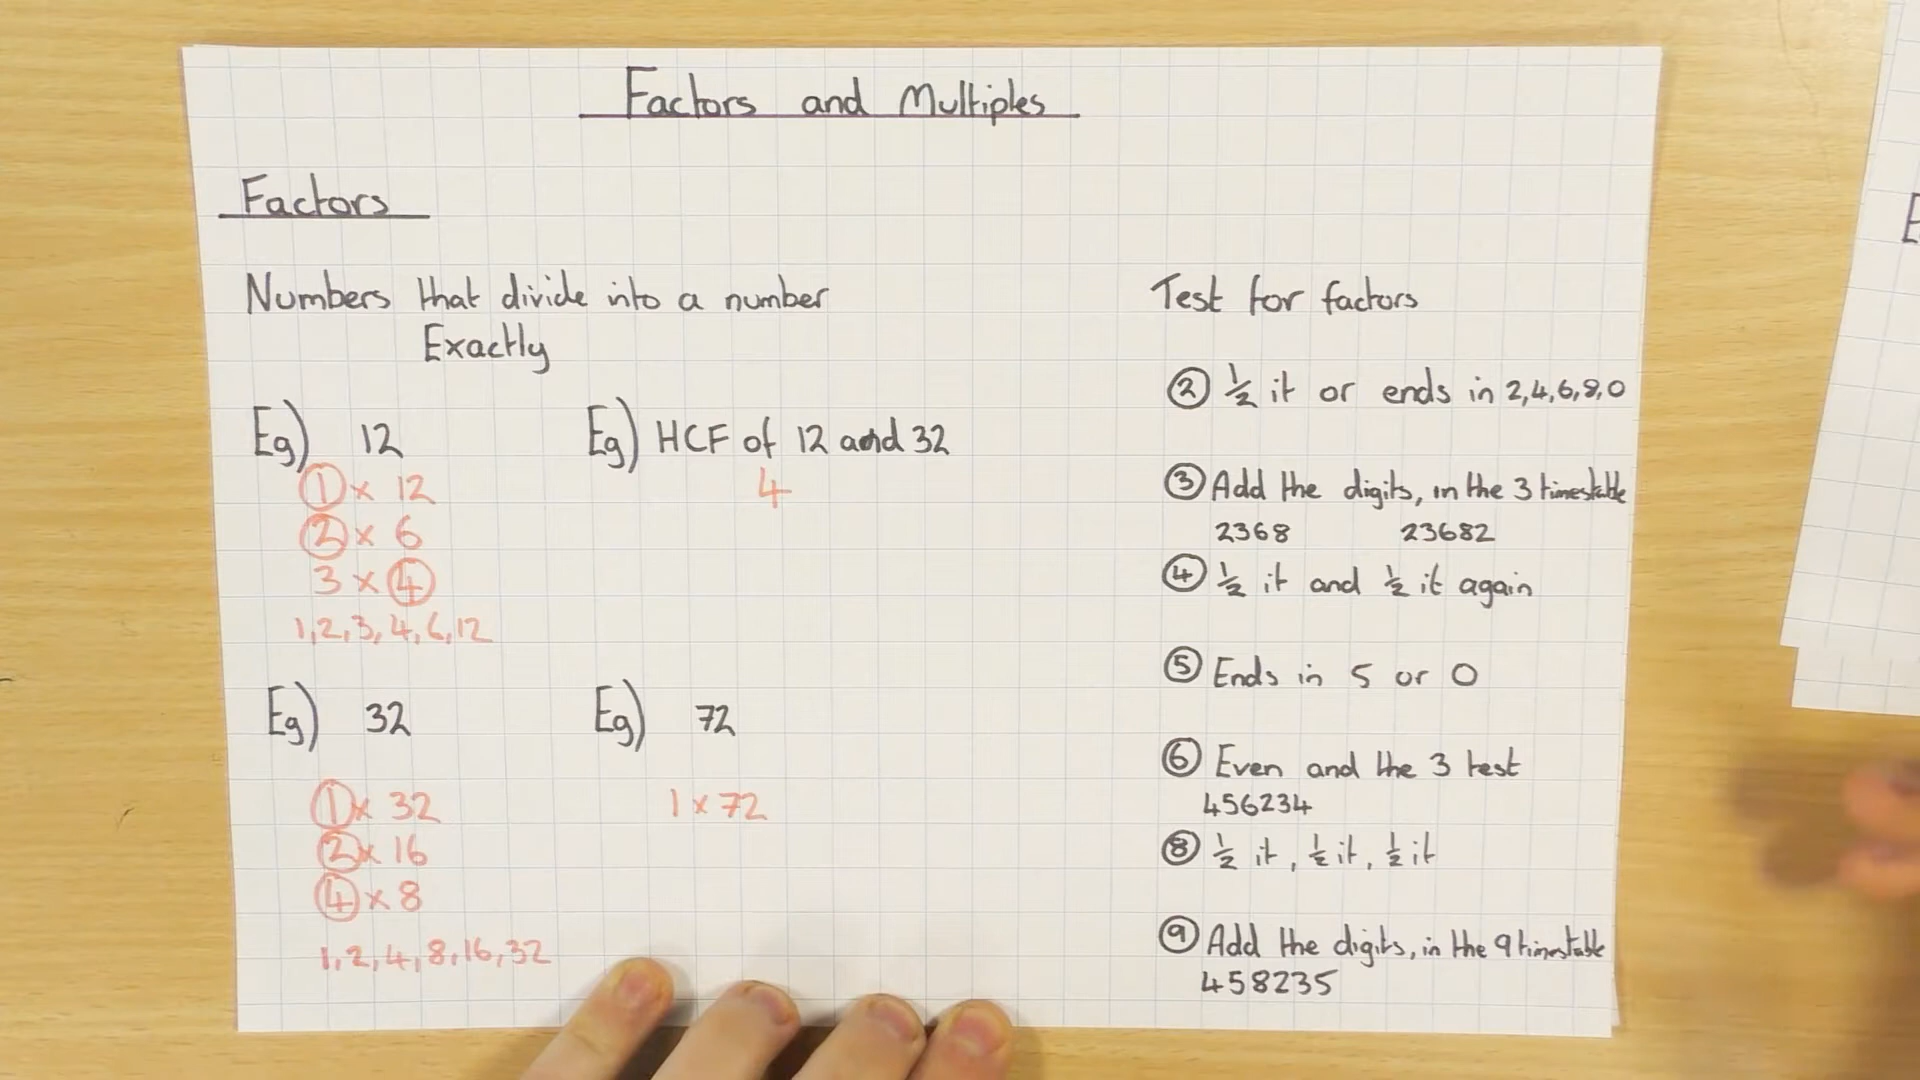 Factors and Multiples
Factors
Numbers that divide into a number
Exactly
Eg) 12
1 x 12
2 x 6
3 x 4
1,2,3,4,6,12
Eg) HCF of 12 and 32
4
Eg) 32
1 x 32
2 x 16
4 x 8
1,2,4,8,16,32
Eg) 72
1 x 72
Test for factors
② ½ it or ends in 2,4,6,8,0
③ Add the digits, in the 3 timestable
2368 23682
④ ½ it and ½ it again
⑤ Ends in 5 or 0
⑥ Even and the 3 test
456234
⑧ ½ it, ½ it, ½ it
⑨ Add the digits, in the 9 timestable
458235